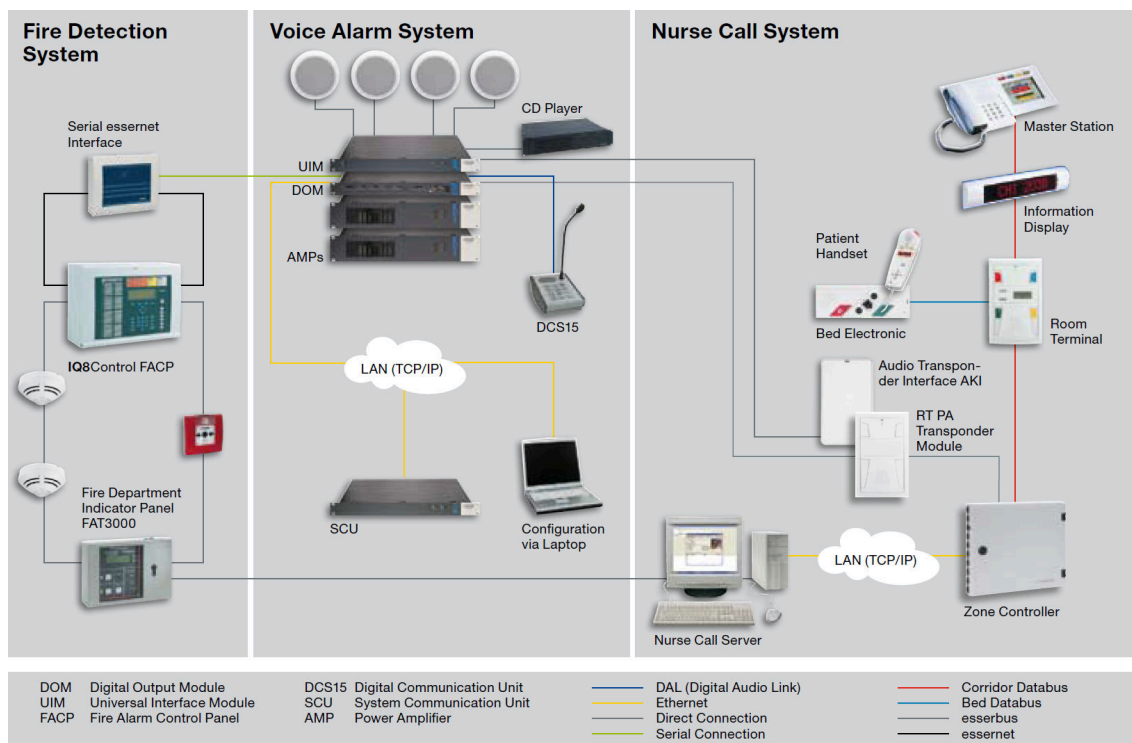 Fire Detection
System
Voice Alarm System
Nurse Call System
Serial essernet
Interface
CD Player
Master Station
UIM
DOM
AMPs
Information
Display
Patient
Handset
DCS15
Bed Electronic
Room
Terminal
IQ8Control FACP
LAN (TCP/IP)
Audio Transpon-
der Interface AKI
RT PA
Transponder
Module
Fire Department
Indicator Panel
FAT3000
SCU
Configuration
via Laptop
LAN (TCP/IP)
Nurse Call Server
Zone Controller
DOM Digital Output Module
UIM Universal Interface Module
FACP Fire Alarm Control Panel
DCS15 Digital Communication Unit
SCU System Communication Unit
AMP Power Amplifier
DAL (Digital Audio Link)
Ethernet
Direct Connection
Serial Connection
Corridor Databus
Bed Databus
esserbus
essernet